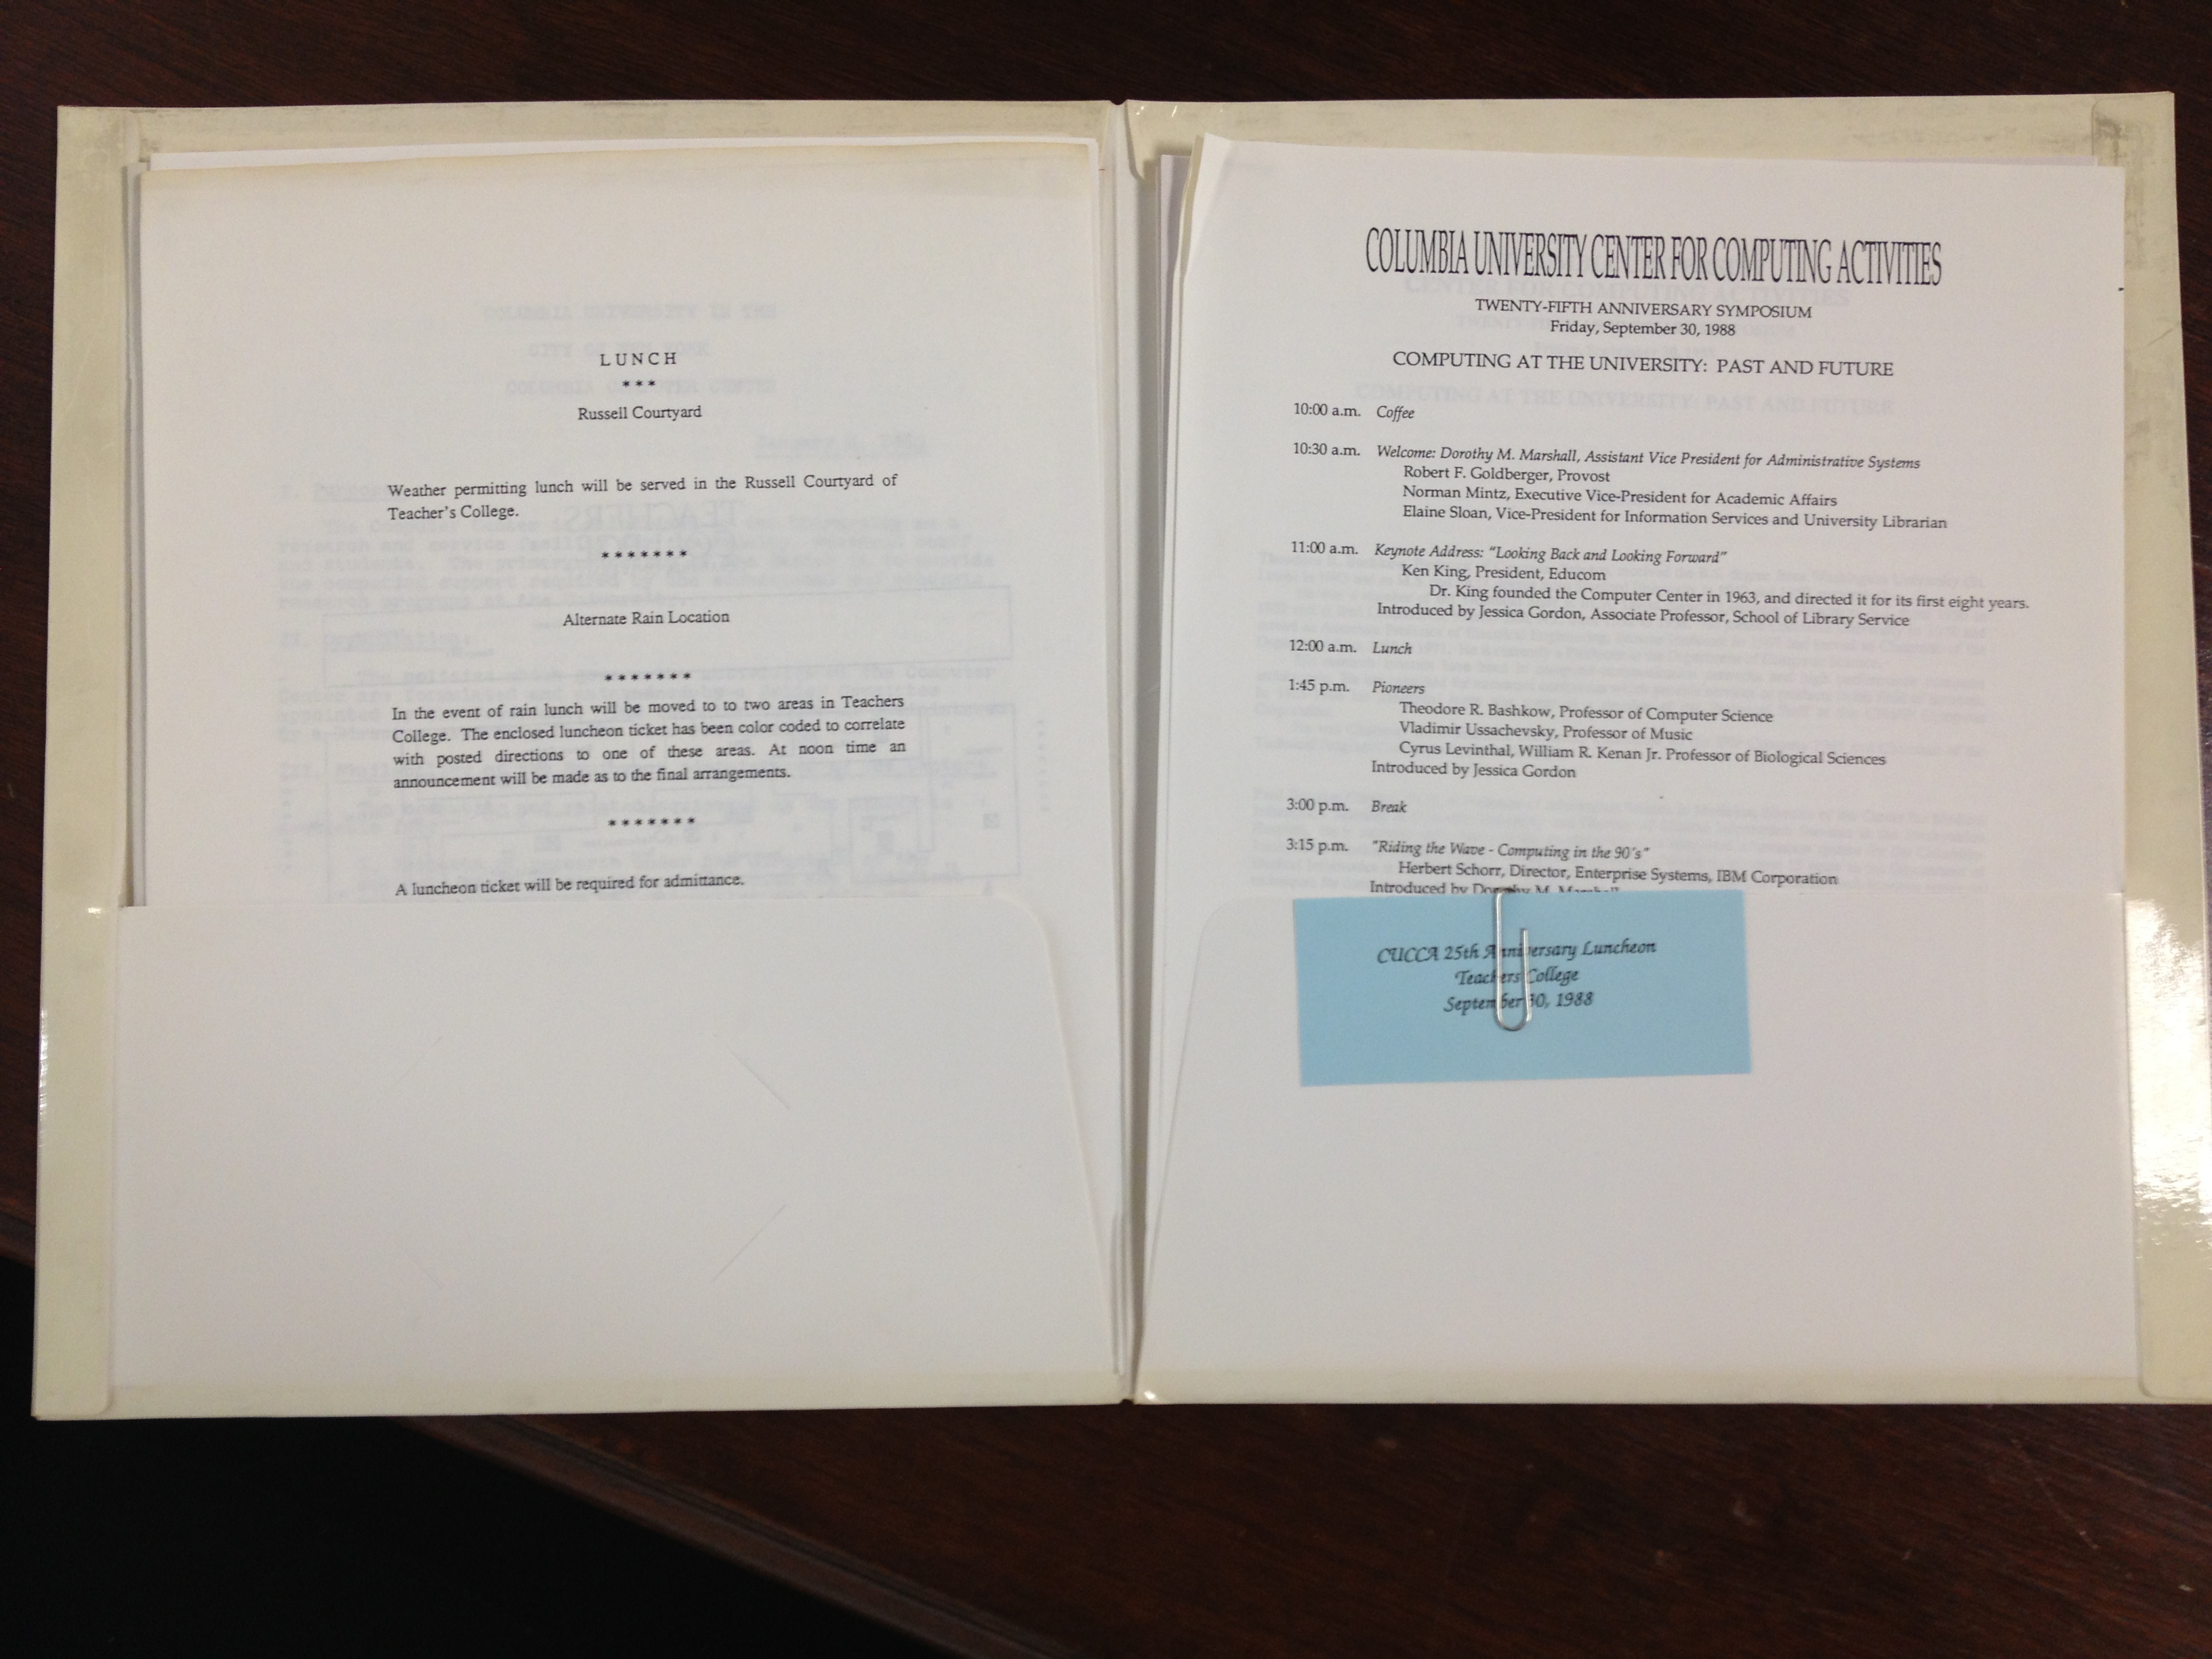 LUNCH
***
Russell Courtyard
Weather permitting lunch will be served in the Russell Courtyard of
Teacher's College.
*******
Alternate Rain Location
*******
In the event of rain lunch will be moved to to two areas in Teachers
College. The enclosed luncheon ticket has been color coded to correlate
with posted directions to one of these areas. At noon time an
announcement will be made as to the final arrangements.
*******
A luncheon ticket will be required for admittance.
COLUMBIA UNIVERSITY CENTER FOR COMPUTING ACTIVITIES
TWENTY-FIFTH ANNIVERSARY SYMPOSIUM
Friday, September 30, 1988
COMPUTING AT THE UNIVERSITY: PAST AND FUTURE
10:00 a.m. Coffee
10:30 a.m. Welcome: Dorothy M. Marshall, Assistant Vice President for Administrative Systems
Robert F. Goldberger, Provost
Norman Mintz, Executive Vice-President for Academic Affairs
Elaine Sloan, Vice-President for Information Services and University Librarian
11:00 a.m. Keynote Address: "Looking Back and Looking Forward"
Ken King, President, Educom
Dr. King founded the Computer Center in 1963, and directed it for its first eight years.
Introduced by Jessica Gordon, Associate Professor, School of Library Service
12:00 a.m. Lunch
1:45 p.m. Pioneers
Theodore R. Bashkow, Professor of Computer Science
Vladimir Ussachevsky, Professor of Music
Cyrus Levinthal, William R. Kenan Jr. Professor of Biological Sciences
Introduced by Jessica Gordon
3:00 p.m. Break
3:15 p.m. "Riding the Wave - Computing in the 90's"
Herbert Schorr, Director, Enterprise Systems, IBM Corporation
Introduced by Dorothy M. Marshall
CUCCA 25th Anniversary Luncheon
Teachers College
September 30, 1988